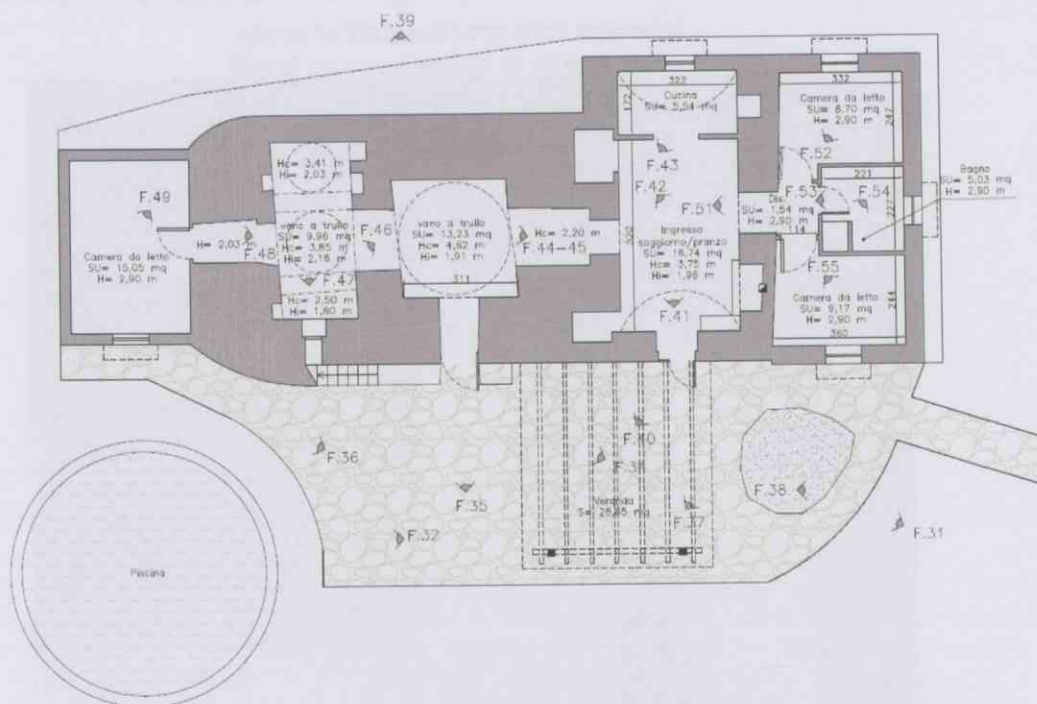 F.39
322
Cucina
SU= 5,54 mq
172
332
Camera da letto
SU= 8,70 mq
H= 2,90 m
247
F.52
Bagno
SU= 5,03 mq
H= 2,90 m
F.43
F.42
F.51
F.53
221
F.54
227
Dis.
SU= 1,54 mq
H= 2,90 m
14
Hc= 3,41 m
Hi= 2,03 m
F.49
H= 2,03 m
F.48
vano a trullo
SU= 9,96 mq
Hc= 3,85 m
Hi= 2,16 m
F.46
vano a trullo
SU= 13,23 mq
Hc= 4,62 m
Hi= 1,91 m
Hc= 2,20 m
F.44-45
Camera da letto
SU= 15,05 mq
H= 2,90 m
F.47
Hc= 2,50 m
Hi= 1,80 m
311
Ingresso
soggiorno/pranzo
SU= 16,74 mq
Hc= 3,75 m
Hi= 1,96 m
F.41
F.55
Camera da letto
SU= 9,17 mq
H= 2,90 m
360
F.40
F.36
F.35
F.32
Veranda
F.37
F.38
F.31
Piscina